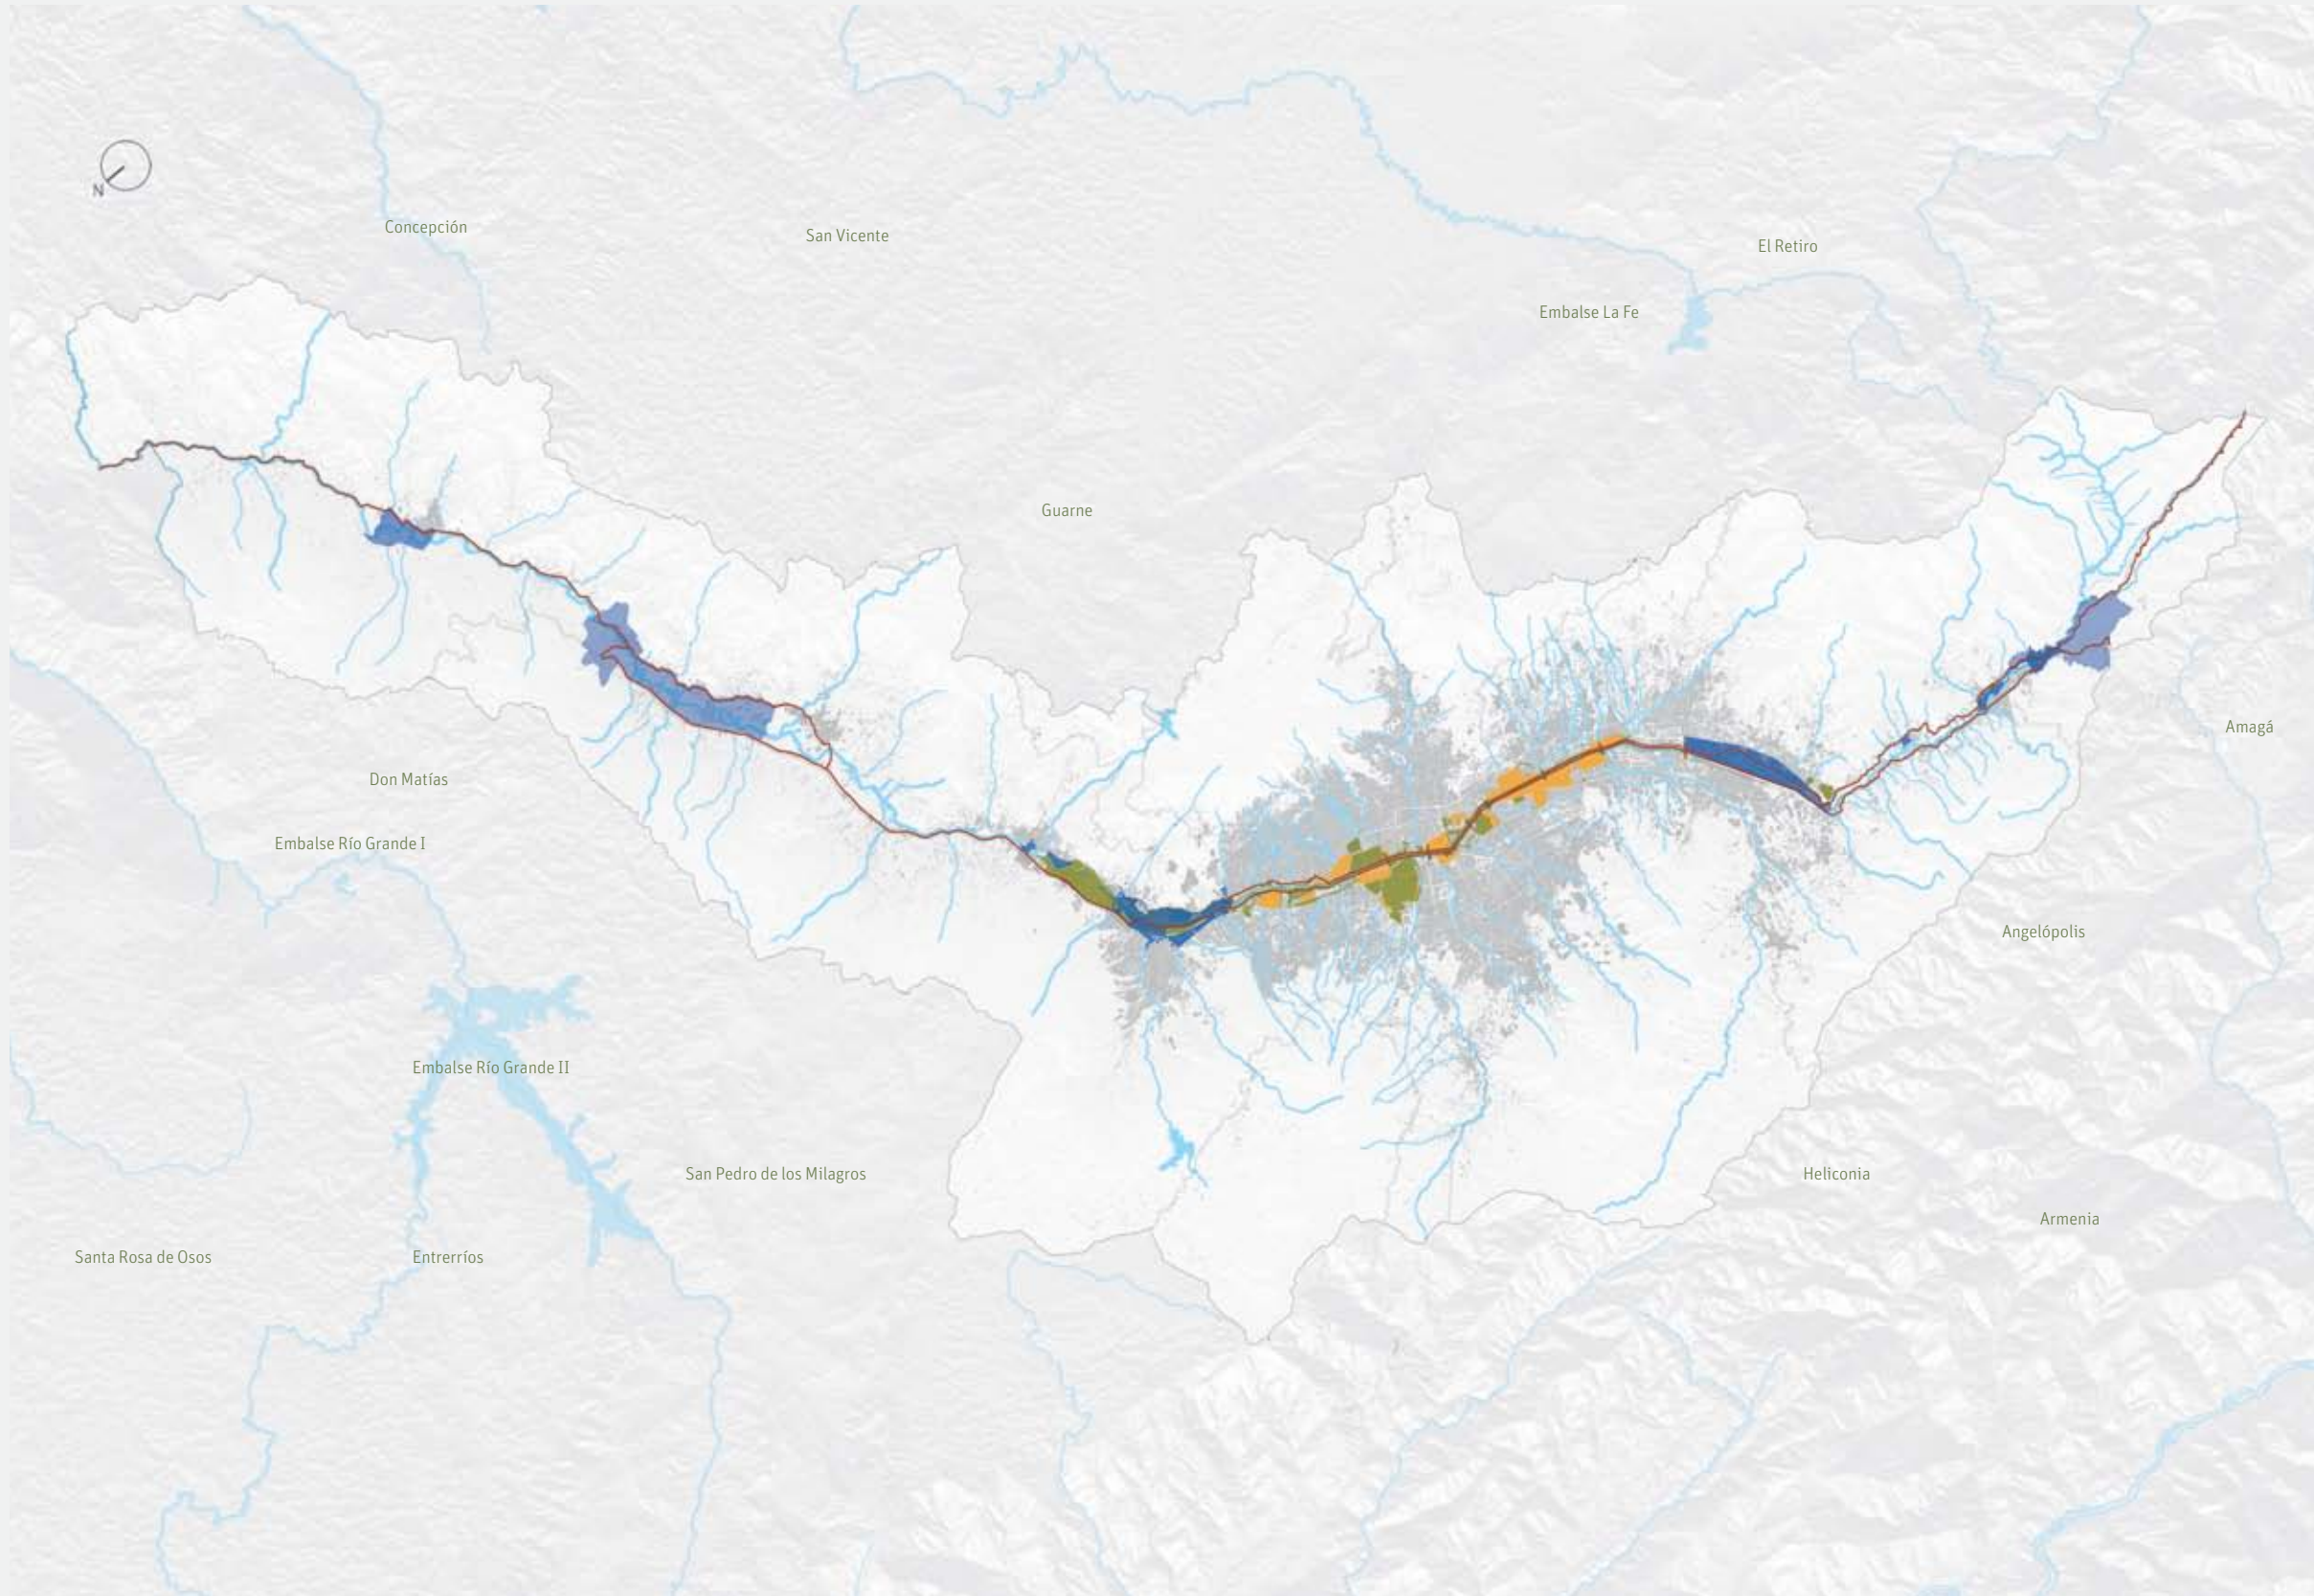 N
Concepción
San Vicente
El Retiro
Embalse La Fe
Guarne
Amagá
Don Matías
Embalse Río Grande I
Angelópolis
Embalse Río Grande II
San Pedro de los Milagros
Heliconia
Armenia
Santa Rosa de Osos
Entrerríos